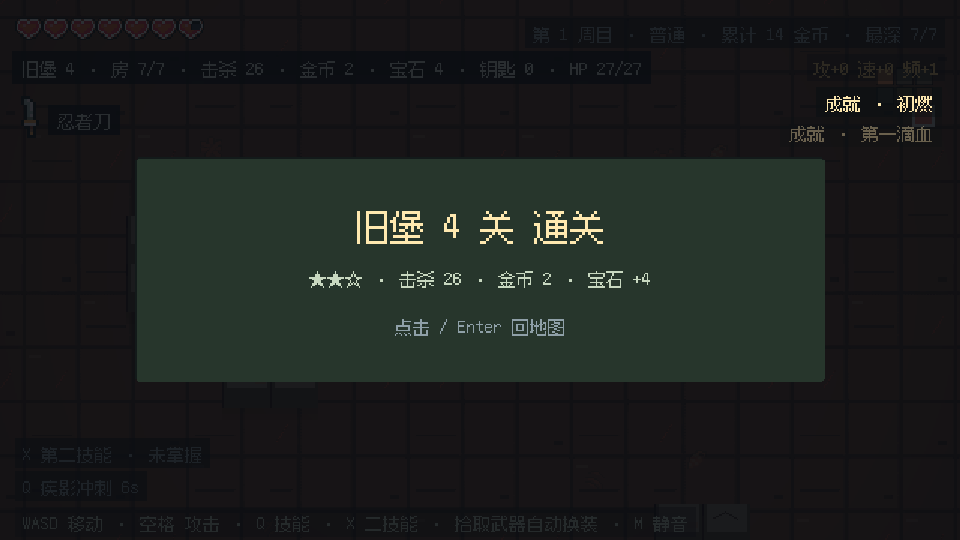 第 1 周目 · 普通 · 累计 14 金币 · 最深 7/7
旧堡 4 · 房 7/7 · 击杀 26 · 金币 2 · 宝石 4 · 钥匙 0 · HP 27/27
攻+0 速+0 频+1
成就 · 初燃
忍者刀
成就 · 第一滴血
旧堡 4 关 通关
★★☆ · 击杀 26 · 金币 2 · 宝石 +4
点击 / Enter 回地图
X 第二技能 · 未掌握
Q 疾影冲刺 6s
WASD 移动 · 空格 攻击 · Q 技能 · X 二技能 · 拾取武器自动换装 · M 静音